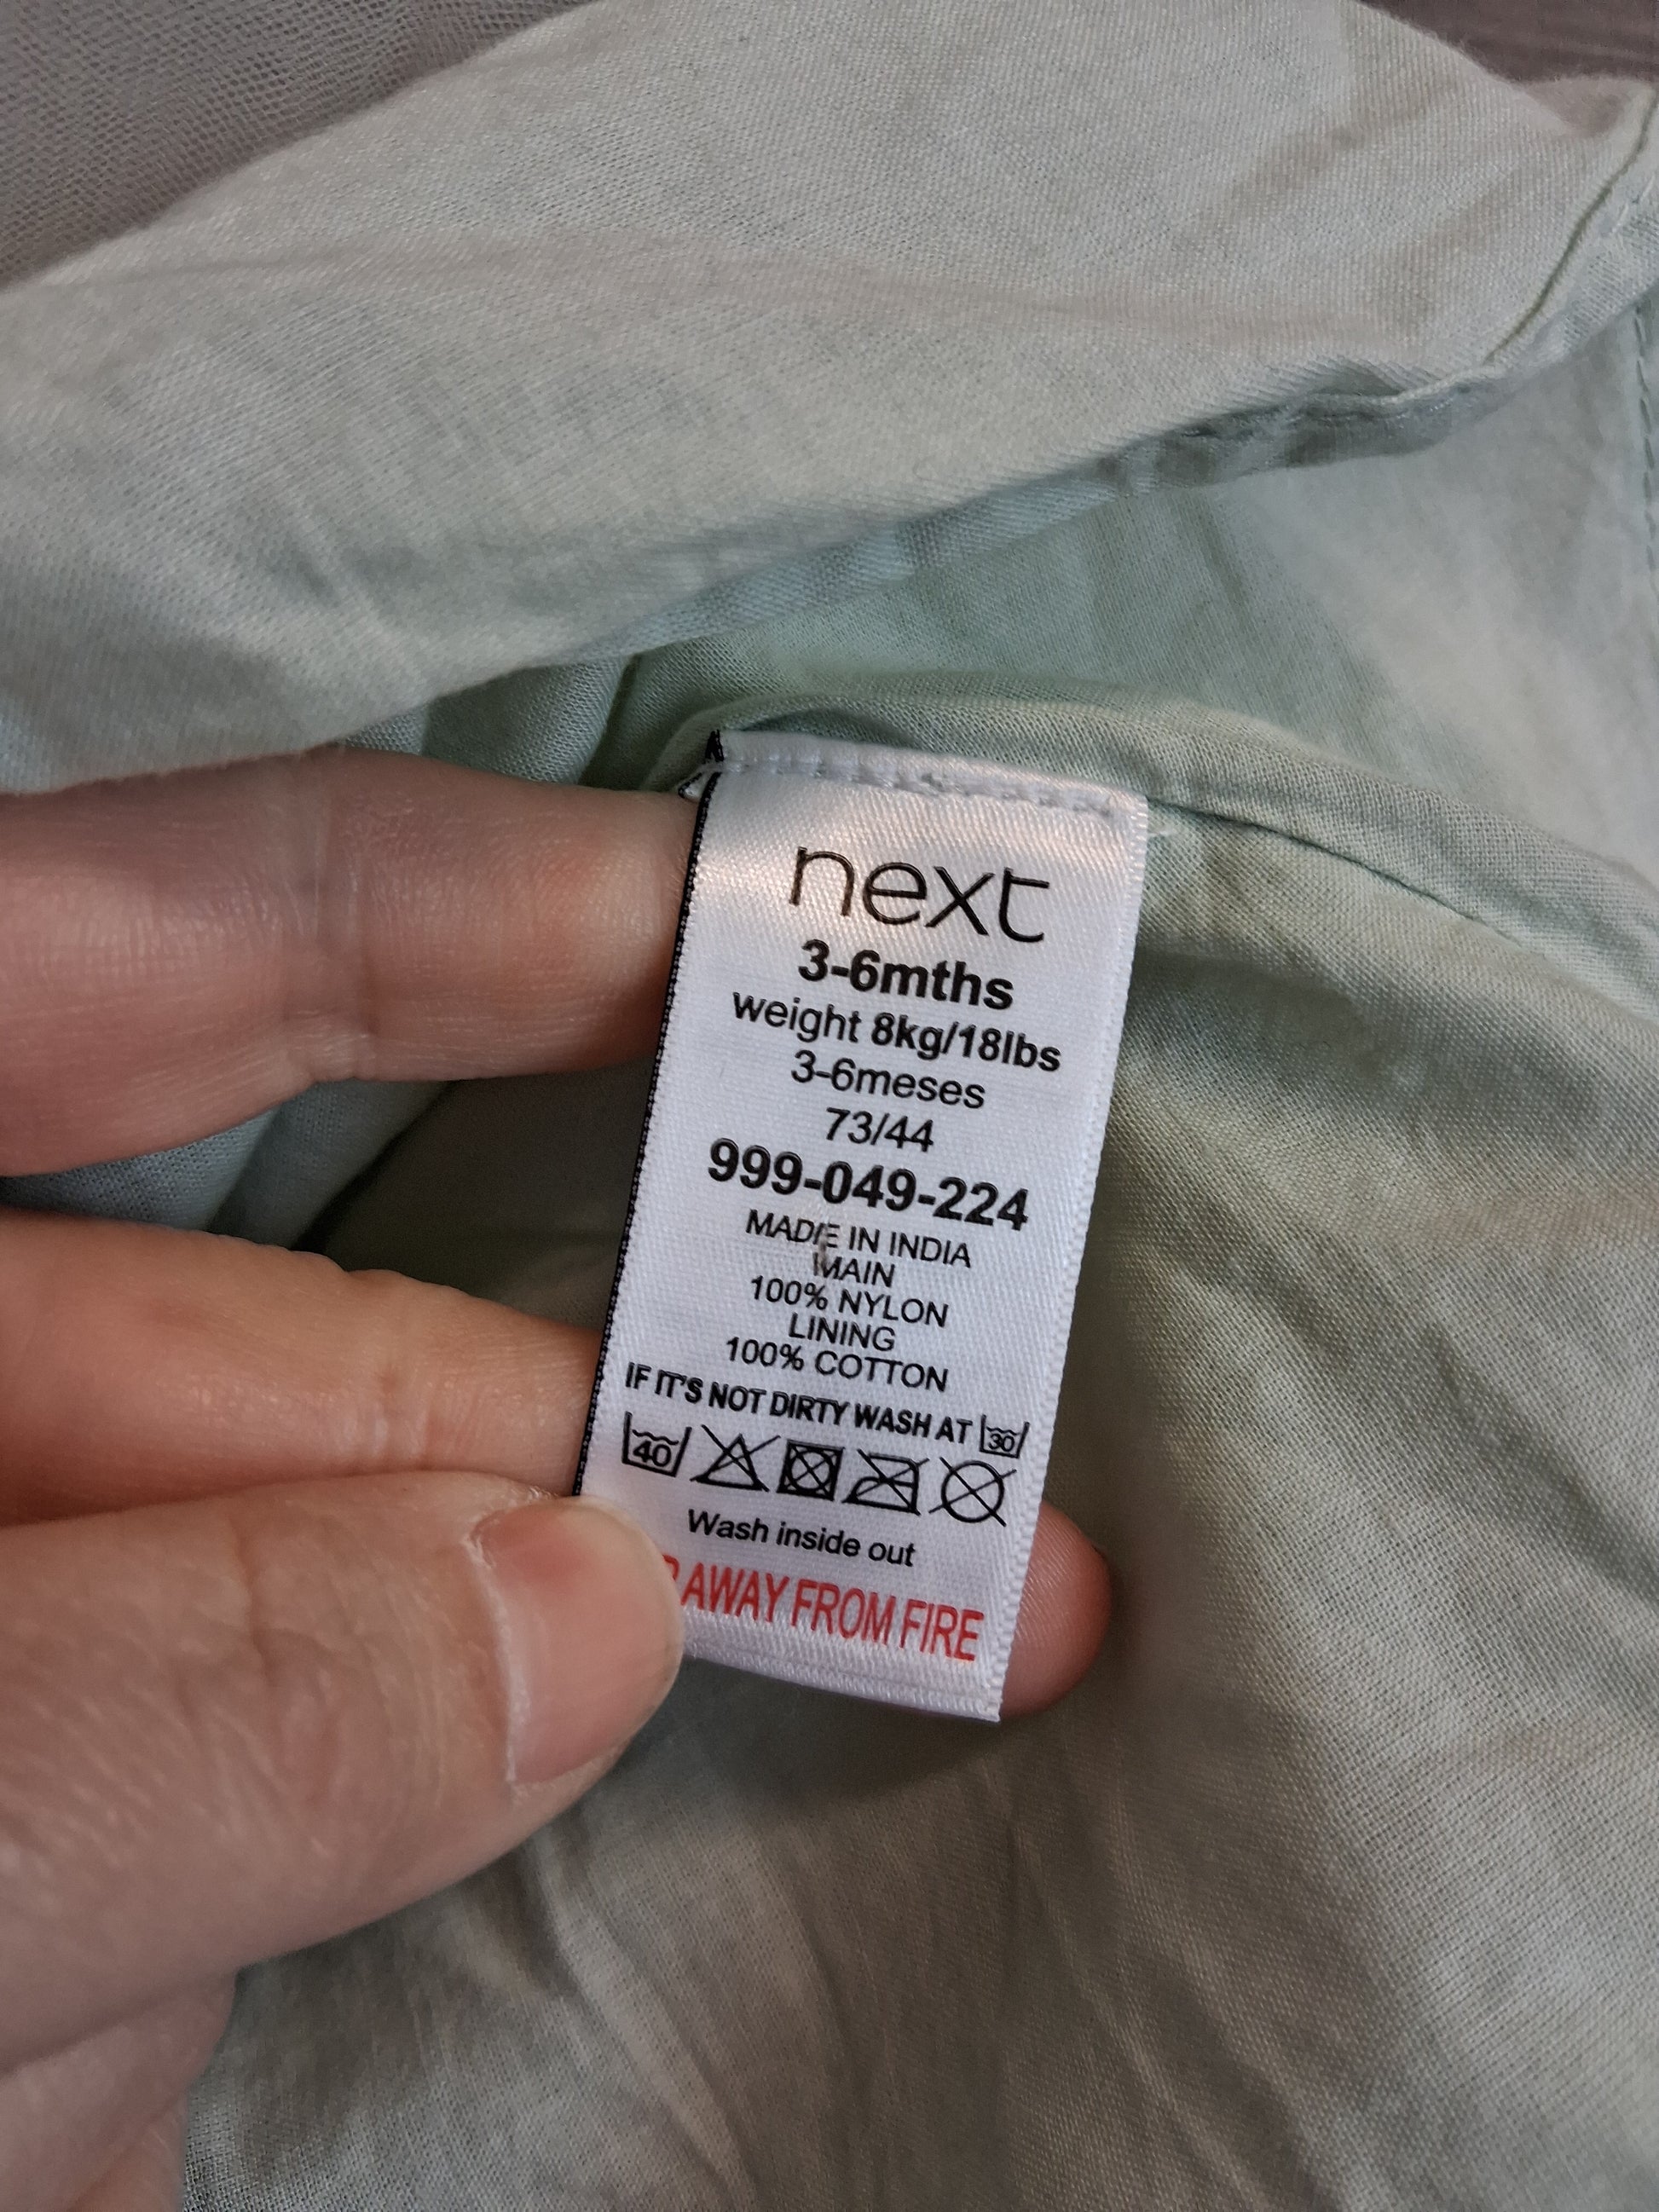 next
3-6mths
weight 8kg/18lbs
3-6meses
73/44
999-049-224
MADE IN INDIA
MAIN
100% NYLON
LINING
100% COTTON
IF IT'S NOT DIRTY WASH AT 30
40
Wash inside out
AWAY FROM FIRE